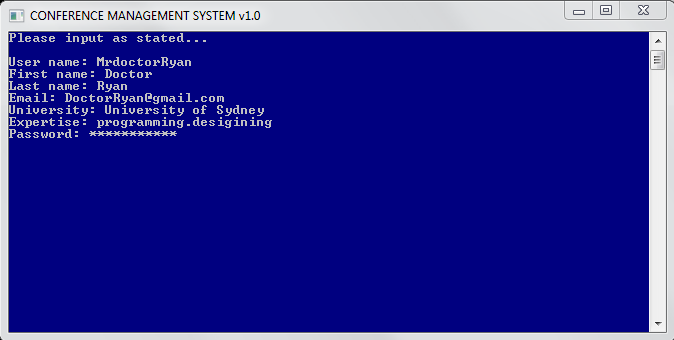 CONFERENCE MANAGEMENT SYSTEM v1.0
Please input as stated...
User name: MrdoctorRyan
First name: Doctor
Last name: Ryan
Email: DoctorRyan@gmail.com
University: University of Sydney
Expertise: programming.desigining
Password: ***********